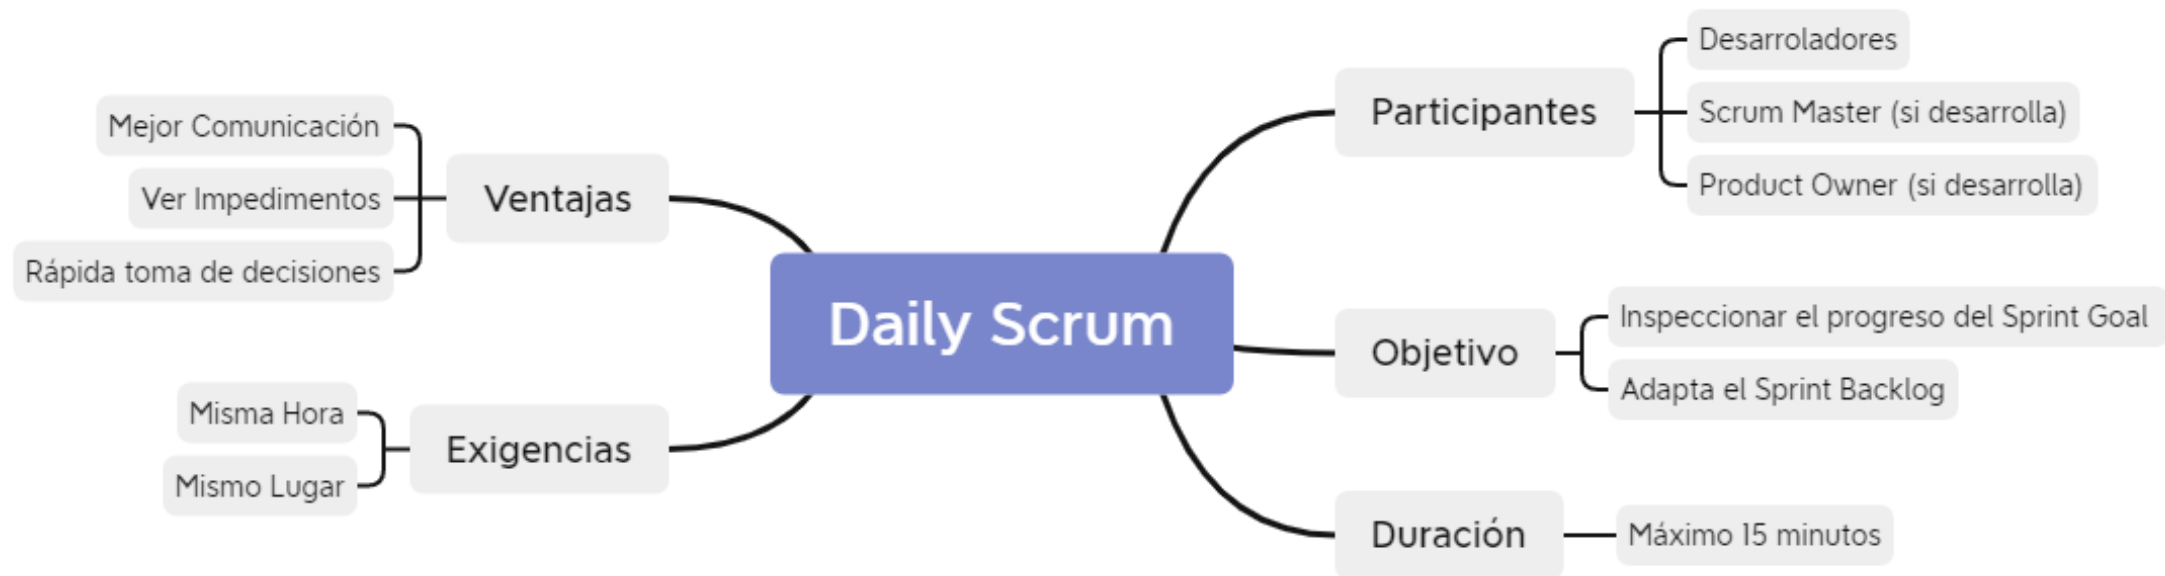 Daily Scrum
Participantes
Desarroladores
Scrum Master (si desarrolla)
Product Owner (si desarrolla)
Objetivo
Inspeccionar el progreso del Sprint Goal
Adapta el Sprint Backlog
Duración
Máximo 15 minutos
Ventajas
Mejor Comunicación
Ver Impedimentos
Rápida toma de decisiones
Exigencias
Misma Hora
Mismo Lugar